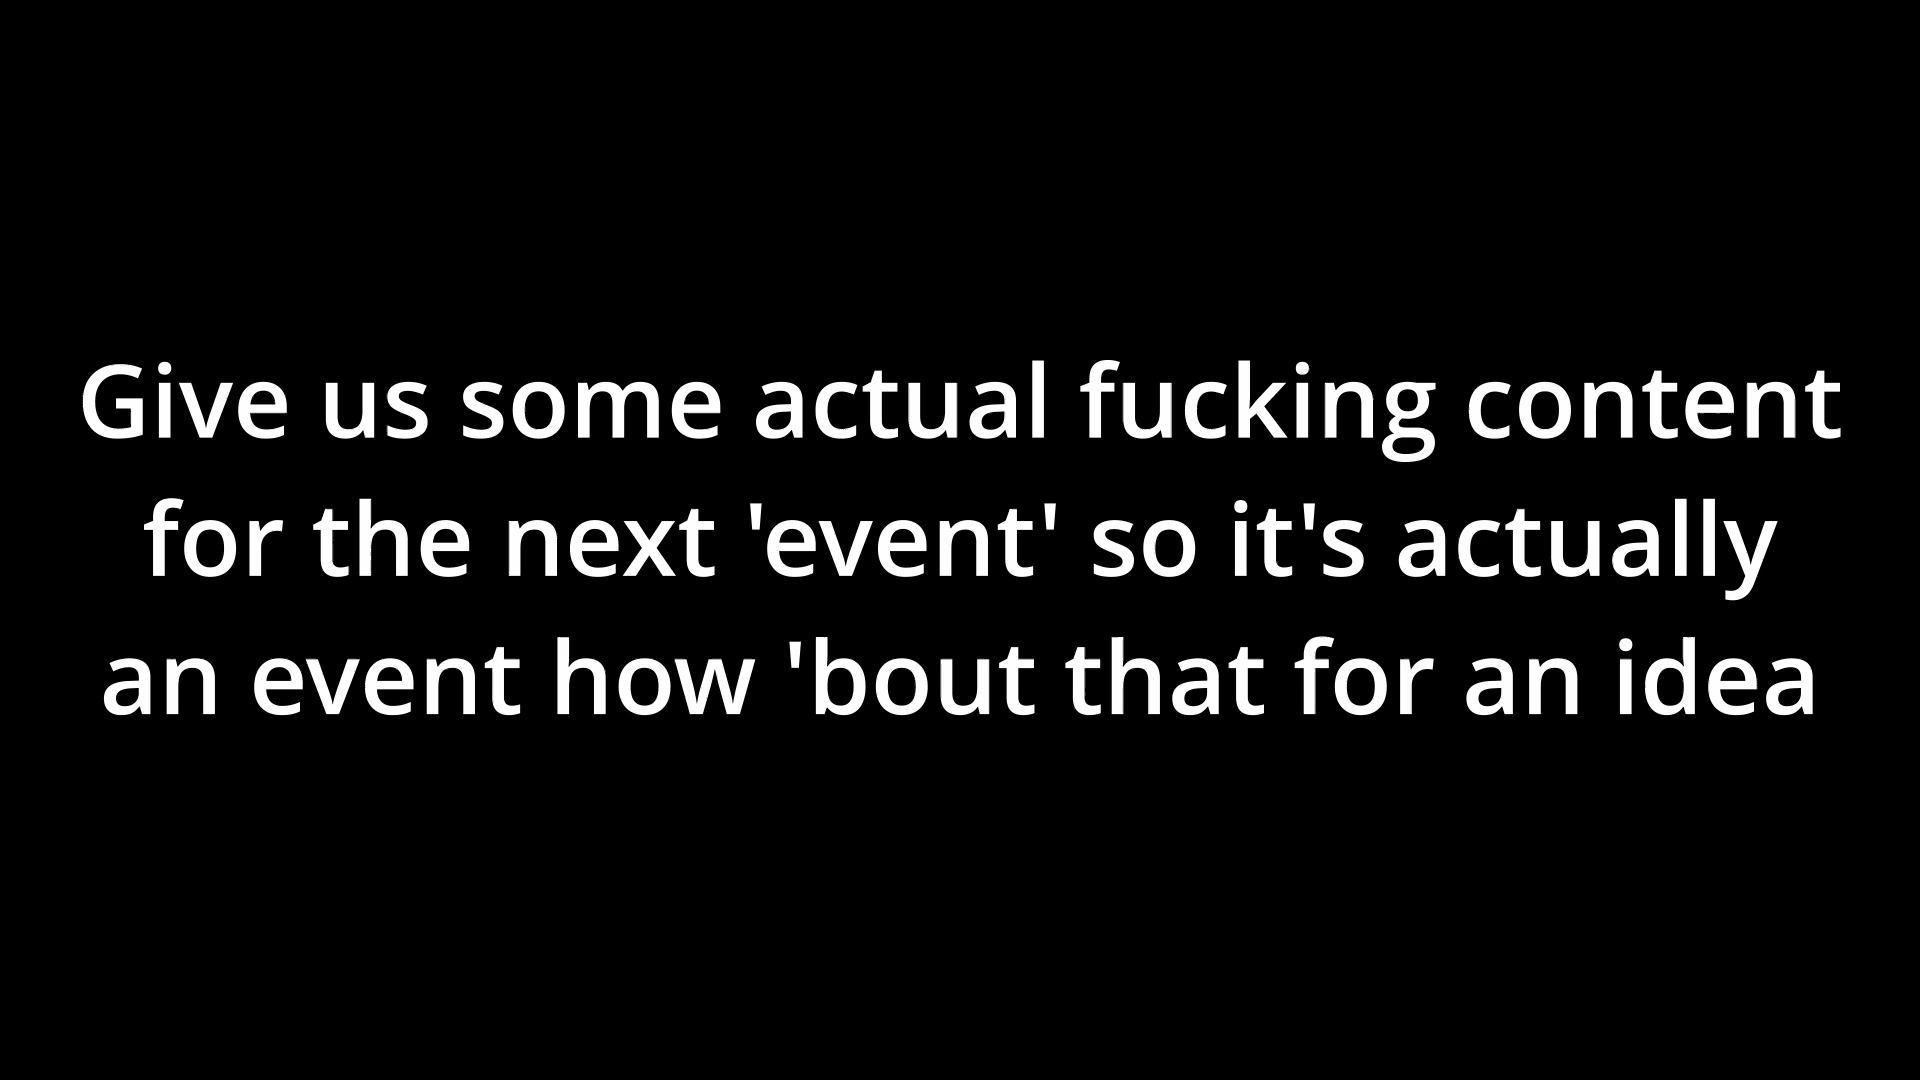 Give us some actual fucking content
for the next 'event' so it's actually
an event how 'bout that for an idea